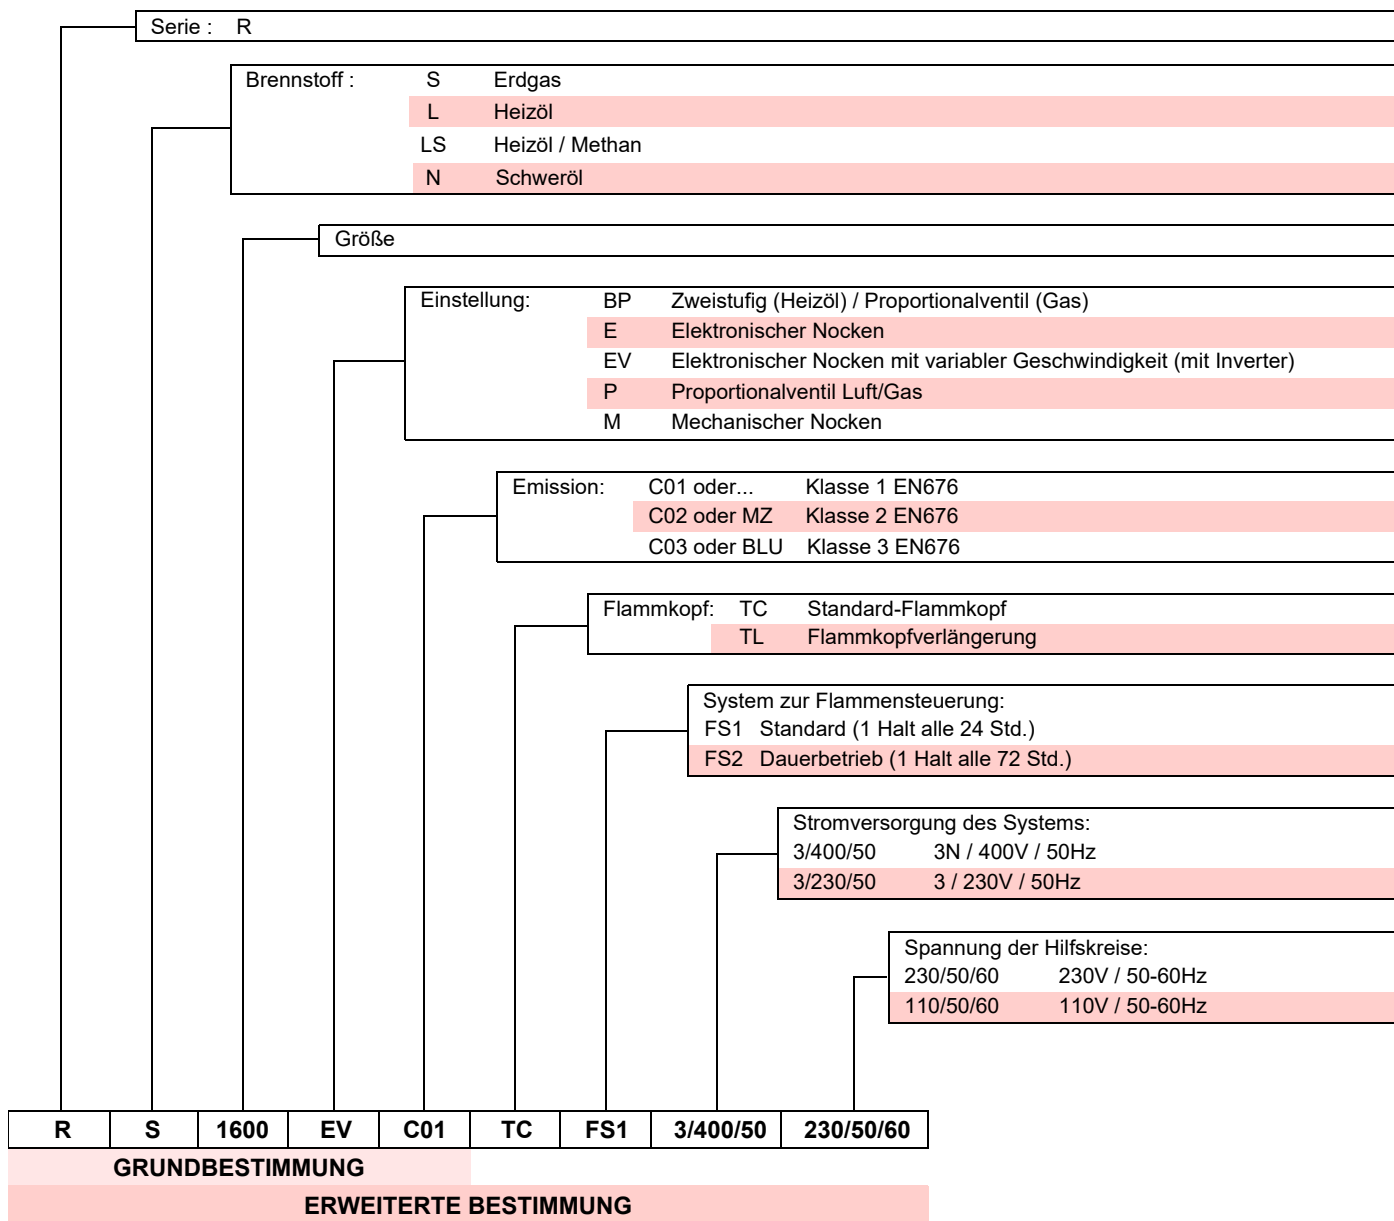 Serie : R
Brennstoff : S Erdgas
L Heizöl
LS Heizöl / Methan
N Schweröl
Größe
Einstellung: BP Zweistufig (Heizöl) / Proportionalventil (Gas)
E Elektronischer Nocken
EV Elektronischer Nocken mit variabler Geschwindigkeit (mit Inverter)
P Proportionalventil Luft/Gas
M Mechanischer Nocken
Emission: C01 oder... Klasse 1 EN676
C02 oder MZ Klasse 2 EN676
C03 oder BLU Klasse 3 EN676
Flammkopf: TC Standard-Flammkopf
TL Flammkopfverlängerung
System zur Flammensteuerung:
FS1 Standard (1 Halt alle 24 Std.)
FS2 Dauerbetrieb (1 Halt alle 72 Std.)
Stromversorgung des Systems:
3/400/50 3N / 400V / 50Hz
3/230/50 3 / 230V / 50Hz
Spannung der Hilfskreise:
230/50/60 230V / 50-60Hz
110/50/60 110V / 50-60Hz
R S 1600 EV C01 TC FS1 3/400/50 230/50/60
GRUNDBESTIMMUNG
ERWEITERTE BESTIMMUNG